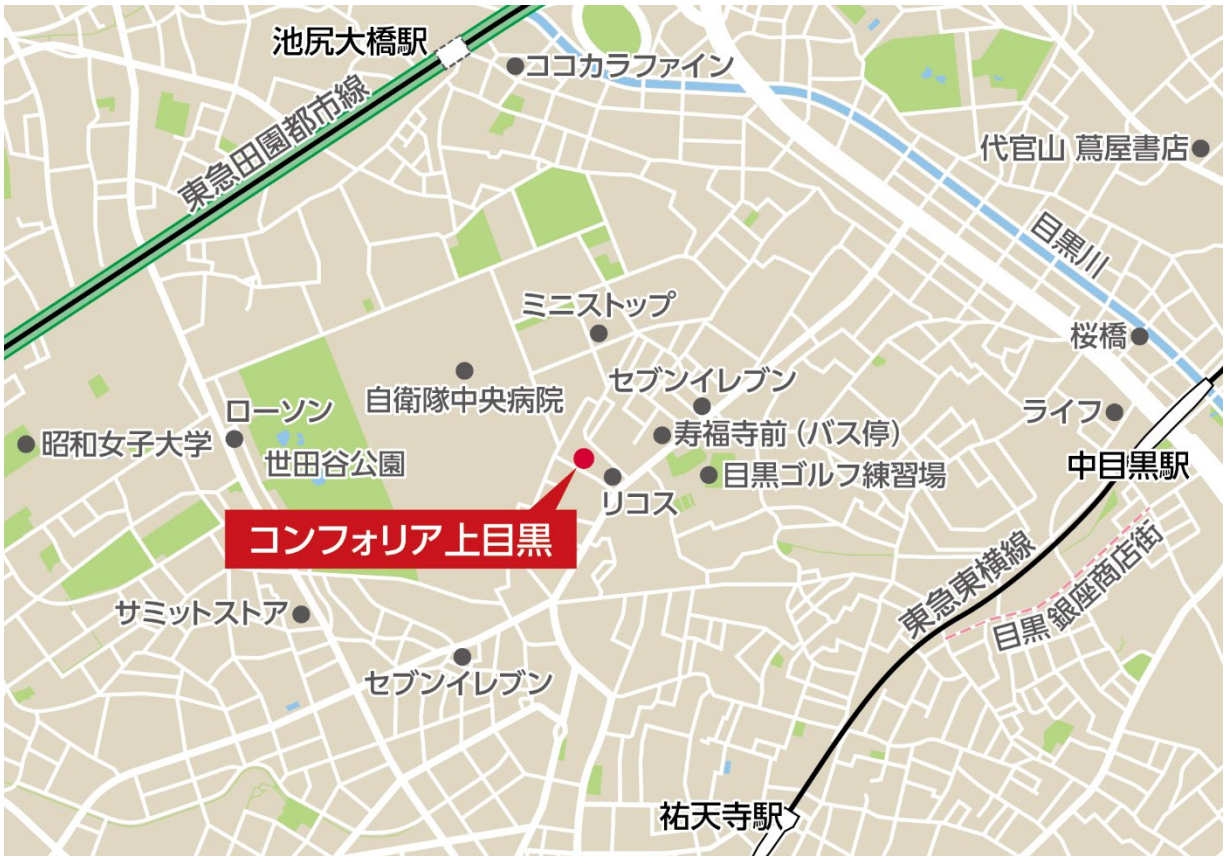 池尻大橋駅
ココカラファイン
東急田園都市線
代官山 蔦屋書店
目黒川
ミニストップ
桜橋
自衛隊中央病院
セブンイレブン
ローソン
ライフ
昭和女子大学
寿福寺前(バス停)
世田谷公園
目黒ゴルフ練習場
中目黒駅
リコス
コンフォリア上目黒
東急東横線
目黒銀座商店街
サミットストア
セブンイレブン
祐天寺駅